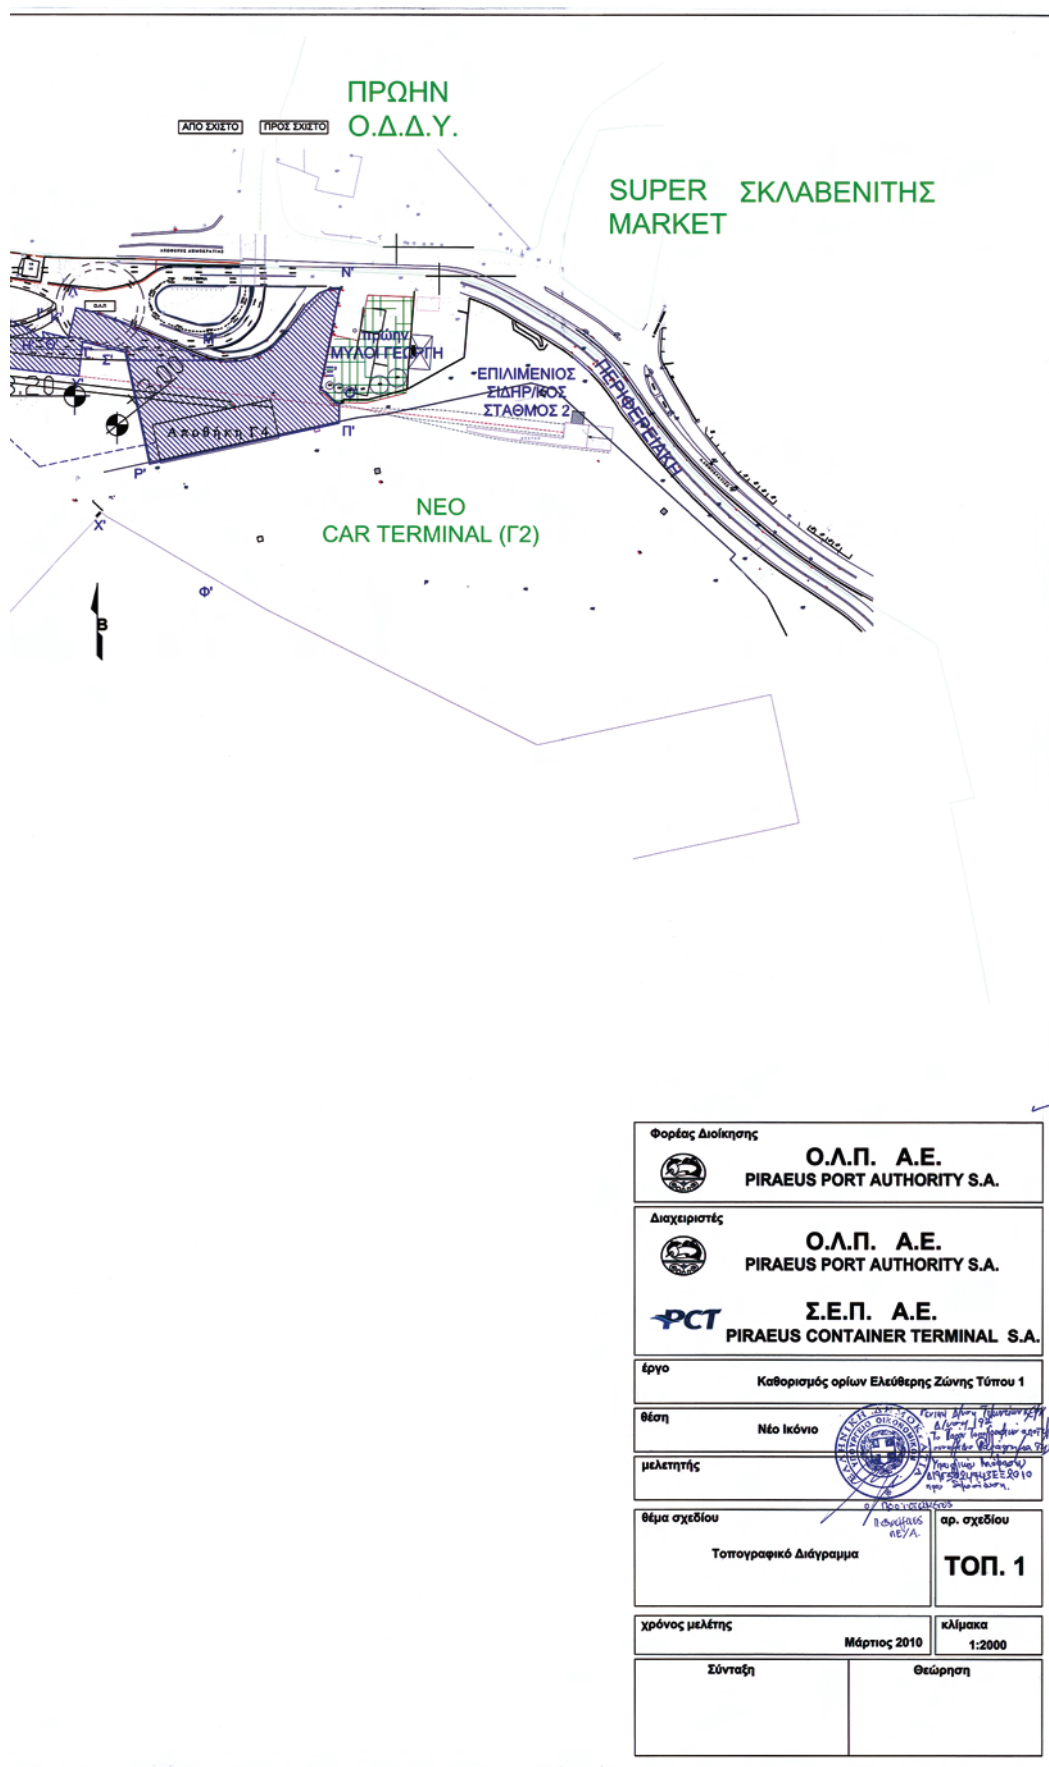 ΠΡΩΗΝ
Ο.Δ.Δ.Υ.
ΑΠΟ ΣΧΙΣΤΟ
ΠΡΟΣ ΣΧΙΣΤΟ
SUPER ΣΚΛΑΒΕΝΙΤΗΣ
MARKET
Ν'
Λ'
Ο.Λ.Π
Κ'
Μ'
πρώην
ΜΥΛΟΙ ΓΕΩΡΓΗ
Σ'
ΕΠΙΛΙΜΕΝΙΟΣ
ΣΙΔΗΡ/ΚΟΣ
ΣΤΑΘΜΟΣ 2
ΠΕΡΙΦΕΡΕΙΑΚΗ
Αποθήκη Γ4
Π'
Ρ'
ΝΕΟ
CAR TERMINAL (Γ2)
Χ'
Φ'
Β
Φορέας Διοίκησης
Ο.Λ.Π. Α.Ε.
PIRAEUS PORT AUTHORITY S.A.
Διαχειριστές
Ο.Λ.Π. Α.Ε.
PIRAEUS PORT AUTHORITY S.A.
PCT
Σ.Ε.Π. Α.Ε.
PIRAEUS CONTAINER TERMINAL S.A.
έργο
Καθορισμός ορίων Ελεύθερης Ζώνης Τύπου 1
θέση
Νέο Ικόνιο
μελετητής
θέμα σχεδίου
Τοπογραφικό Διάγραμμα
αρ. σχεδίου
ΤΟΠ. 1
χρόνος μελέτης
Μάρτιος 2010
κλίμακα
1:2000
Σύνταξη
Θεώρηση